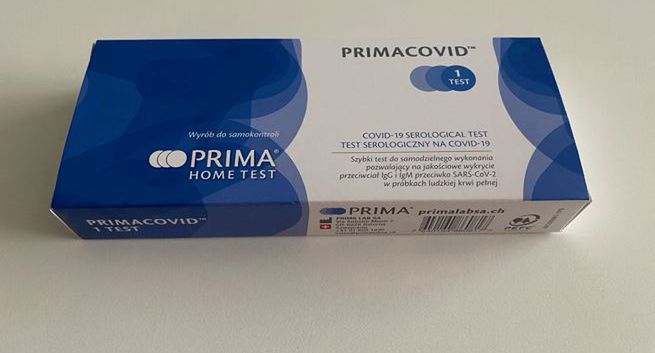 PRIMACOVID™
1
TEST
Wyrób do samokontroli
PRIMA®
HOME TEST
COVID-19 SEROLOGICAL TEST
TEST SEROLOGICZNY NA COVID-19
Szybki test do samodzielnego wykonania
pozwalający na jakościowe wykrycie
przeciwciał IgG i IgM przeciwko SARS-CoV-2
w próbkach ludzkiej krwi pełnej
PRIMACOVID™
1 TEST
PRIMA™
primalabsa.ch
PRIMA LAB SA
PEFC